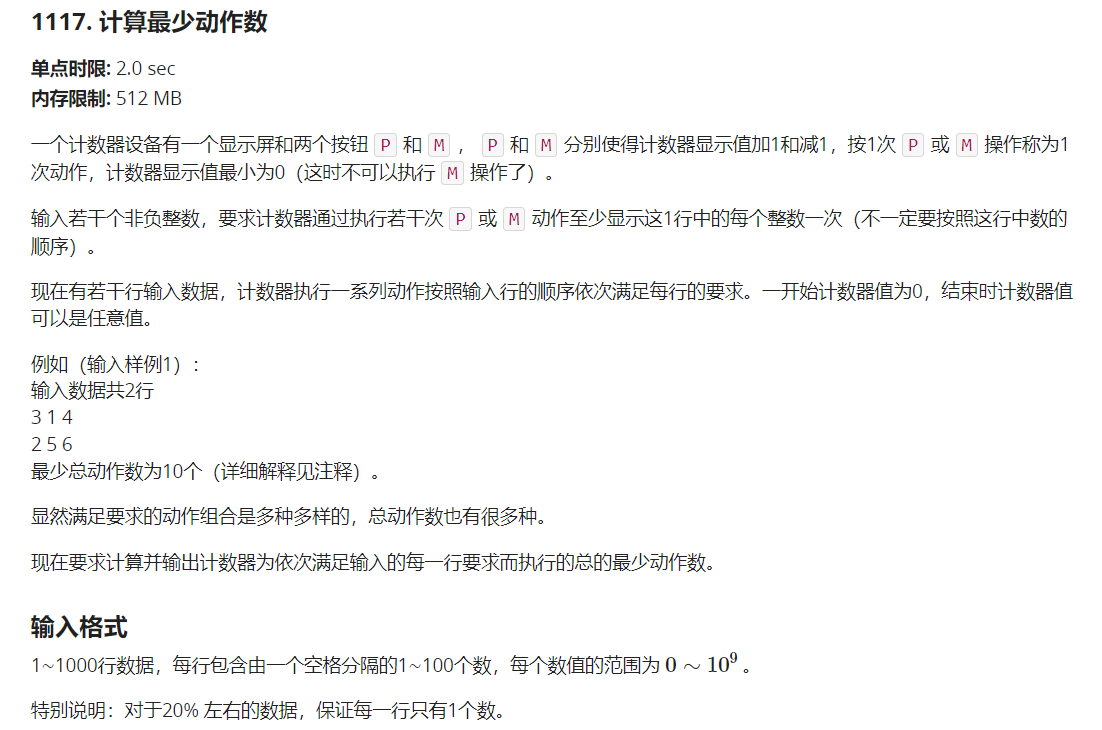 1117. 计算最少动作数
单点时限: 2.0 sec
内存限制: 512 MB
一个计数器设备有一个显示屏和两个按钮 P 和 M ， P 和 M 分别使得计数器显示值加1和减1，按1次 P 或 M 操作称为1
次动作，计数器显示值最小为0（这时不可以执行 M 操作了）。
输入若干个非负整数，要求计数器通过执行若干次 P 或 M 动作至少显示这1行中的每个整数一次（不一定要按照这行中数的
顺序）。
现在有若干行输入数据，计数器执行一系列动作按照输入行的顺序依次满足每行的要求。一开始计数器值为0，结束时计数器值
可以是任意值。
例如（输入样例1）：
输入数据共2行
3 1 4
2 5 6
最少总动作数为10个（详细解释见注释）。
显然满足要求的动作组合是多种多样的，总动作数也有很多种。
现在要求计算并输出计数器为依次满足输入的每一行要求而执行的总的最少动作数。
输入格式
1~1000行数据，每行包含由一个空格分隔的1~100个数，每个数值的范围为 0 ∼ 10⁹ 。
特别说明：对于20% 左右的数据，保证每一行只有1个数。